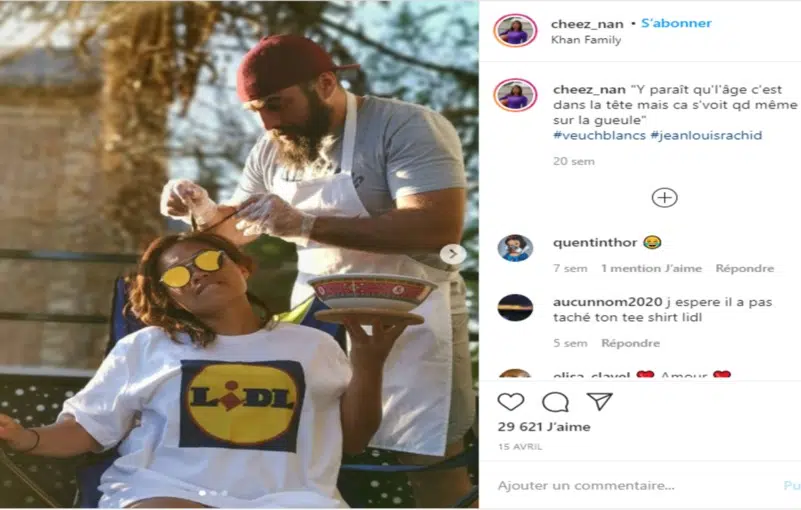 cheez_nan • S'abonner
Khan Family
cheez_nan "Y paraît qu'l'âge c'est
dans la tête mais ca s'voit qd même
sur la gueule"
#veuchblancs #jeanlouisrachid
20 sem
quentinthor 😂
7 sem 1 mention J'aime Répondre
aucunnom2020 j espere il a pas
taché ton tee shirt lidl
5 sem Répondre
elisa_clavel ❤ Amour ❤
29 621 J'aime
15 AVRIL
Ajouter un commentaire...
Pu
LIDL